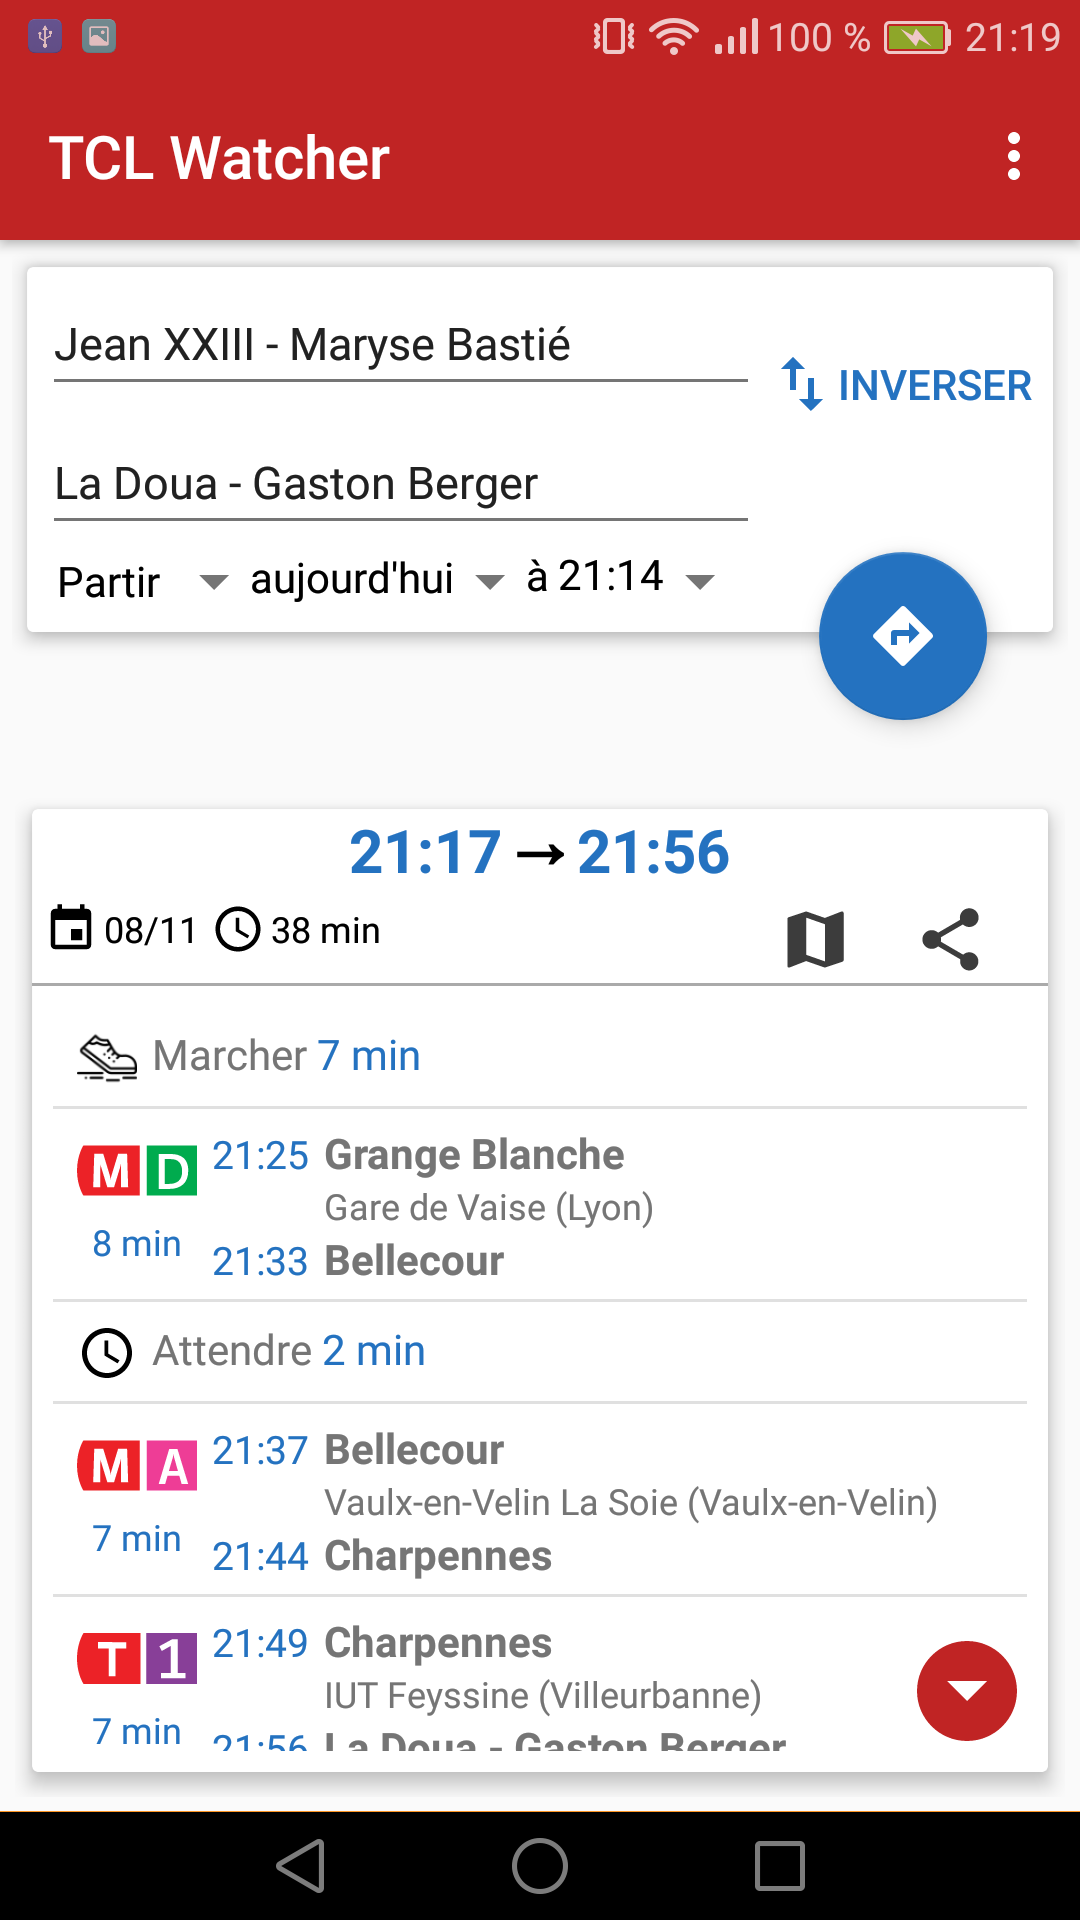 100 % 21:19
TCL Watcher
Jean XXIII - Maryse Bastié
INVERSER
La Doua - Gaston Berger
Partir aujourd'hui à 21:14
21:17 → 21:56
08/11 38 min
Marcher 7 min
M D 21:25 Grange Blanche
Gare de Vaise (Lyon)
8 min 21:33 Bellecour
Attendre 2 min
M A 21:37 Bellecour
Vaulx-en-Velin La Soie (Vaulx-en-Velin)
7 min 21:44 Charpennes
T 1 21:49 Charpennes
IUT Feyssine (Villeurbanne)
7 min 21:56 La Doua - Gaston Berger